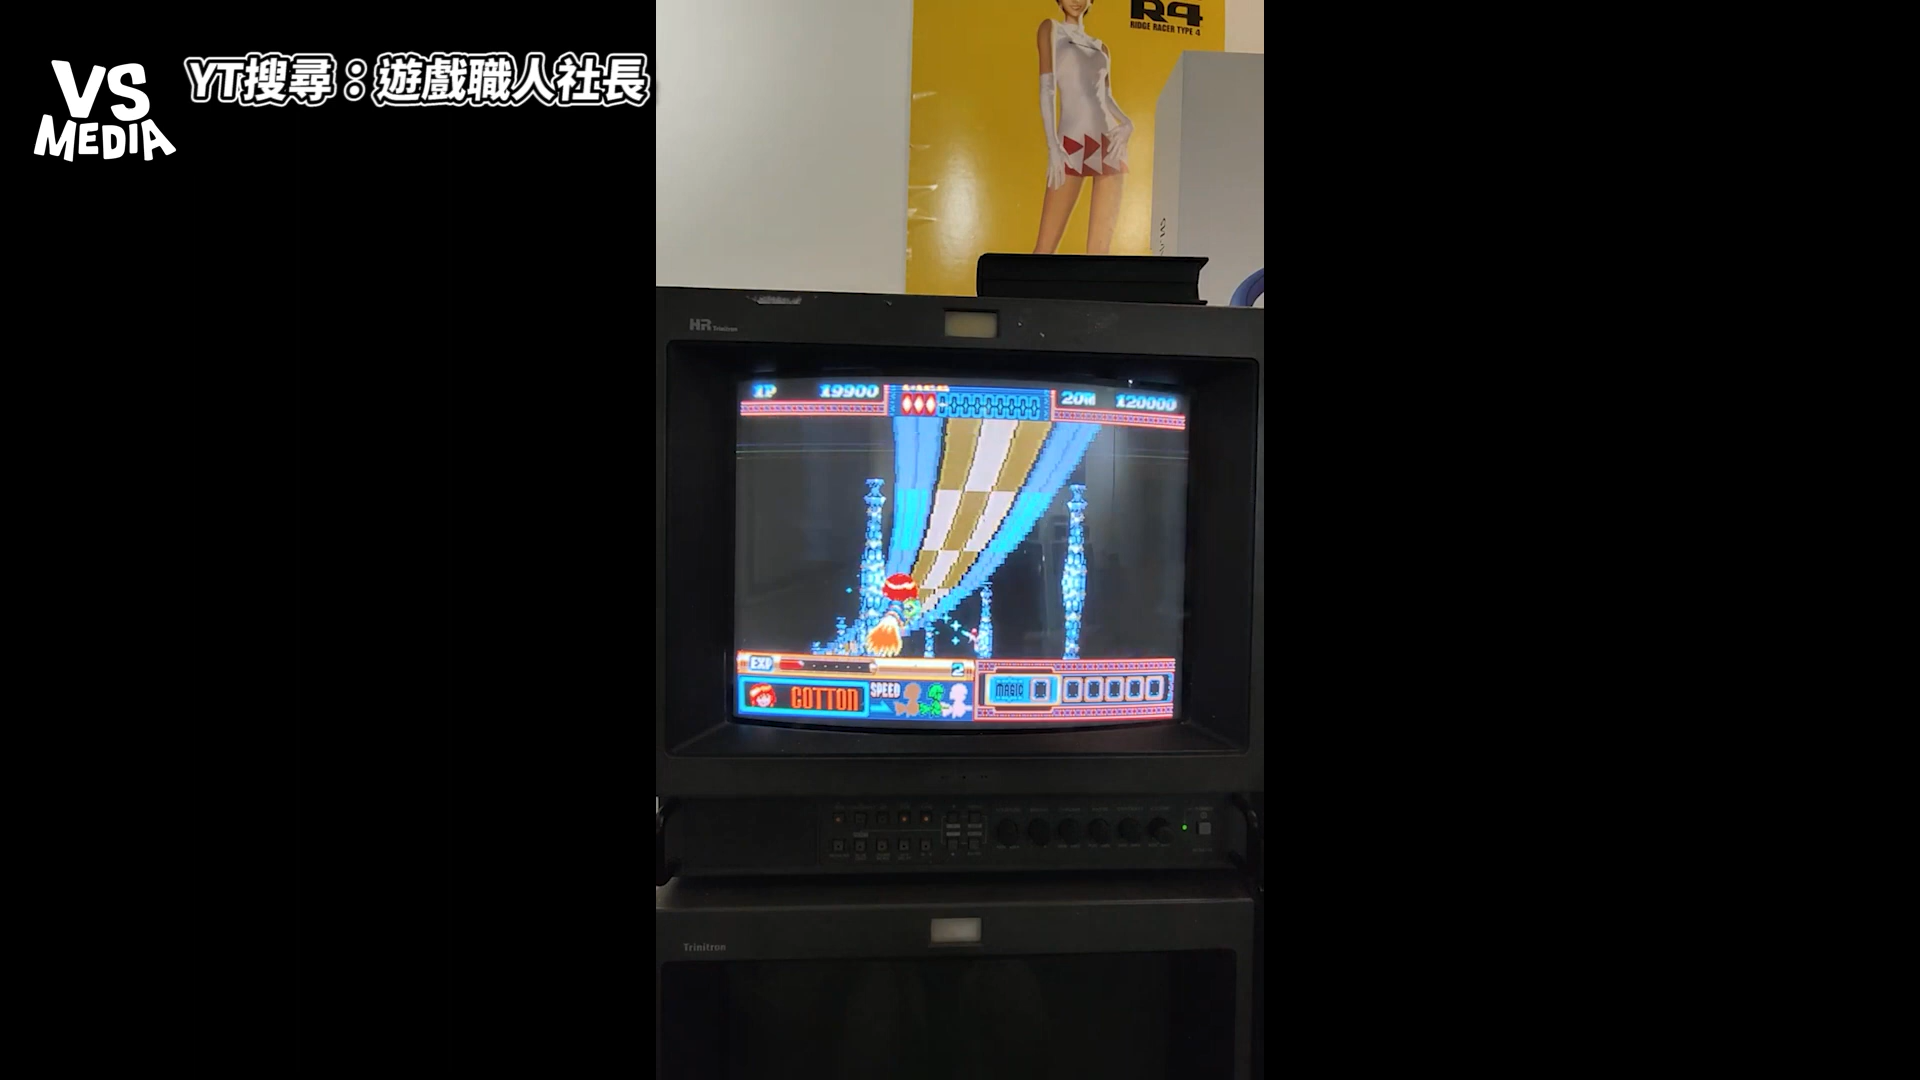 VS
MEDIA
YT搜尋：遊戲職人社長
R4
RIDGE RACER TYPE 4
HR Trinitron
1P 19900
20M 120000
EXP 2
COTTON
SPEED
MAGIC
Trinitron